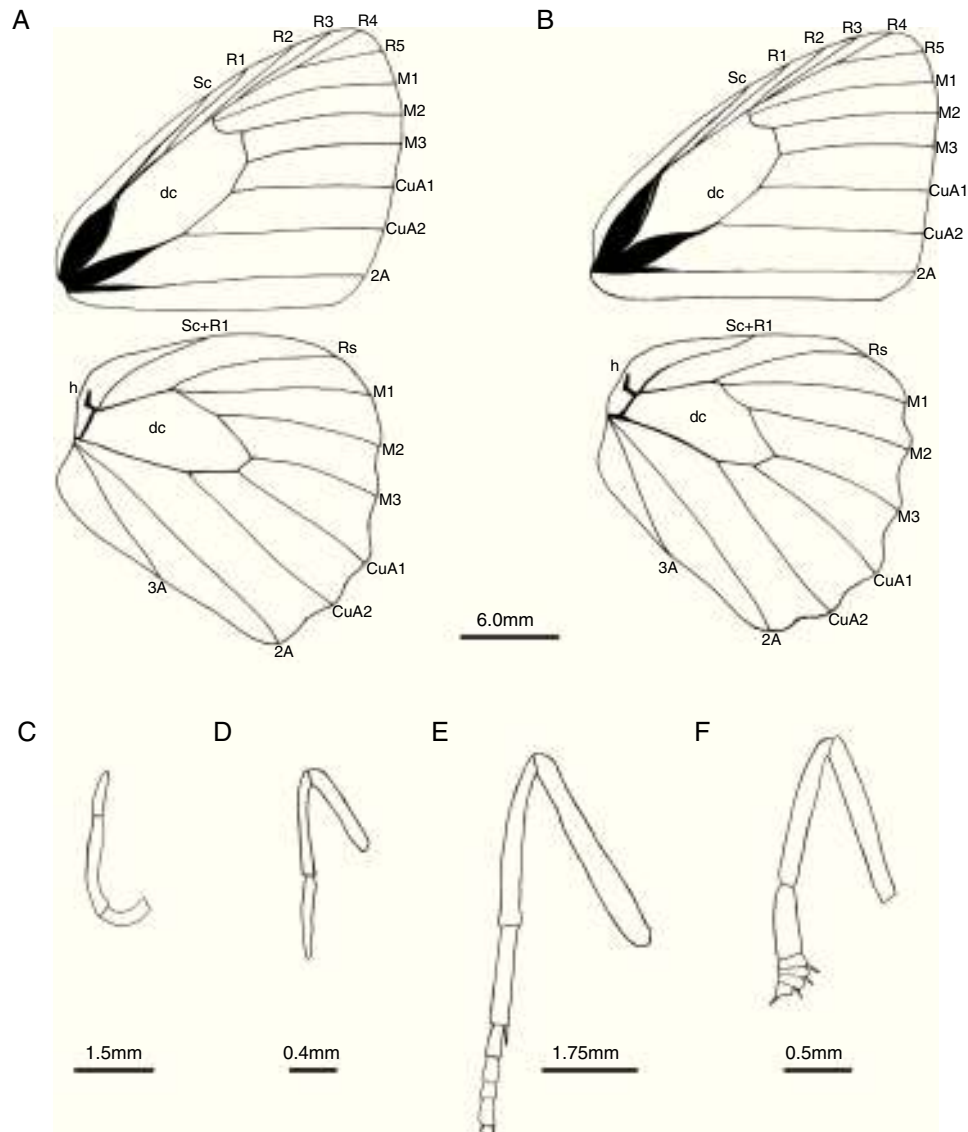 A
Sc
R1
R2
R3
R4
R5
M1
M2
M3
CuA1
CuA2
2A
dc
Sc+R1
Rs
M1
M2
M3
CuA1
CuA2
2A
3A
h
dc
B
Sc
R1
R2
R3
R4
R5
M1
M2
M3
CuA1
CuA2
2A
dc
Sc+R1
Rs
M1
M2
M3
CuA1
CuA2
2A
3A
h
dc
6.0mm
C
1.5mm
D
0.4mm
E
1.75mm
F
0.5mm